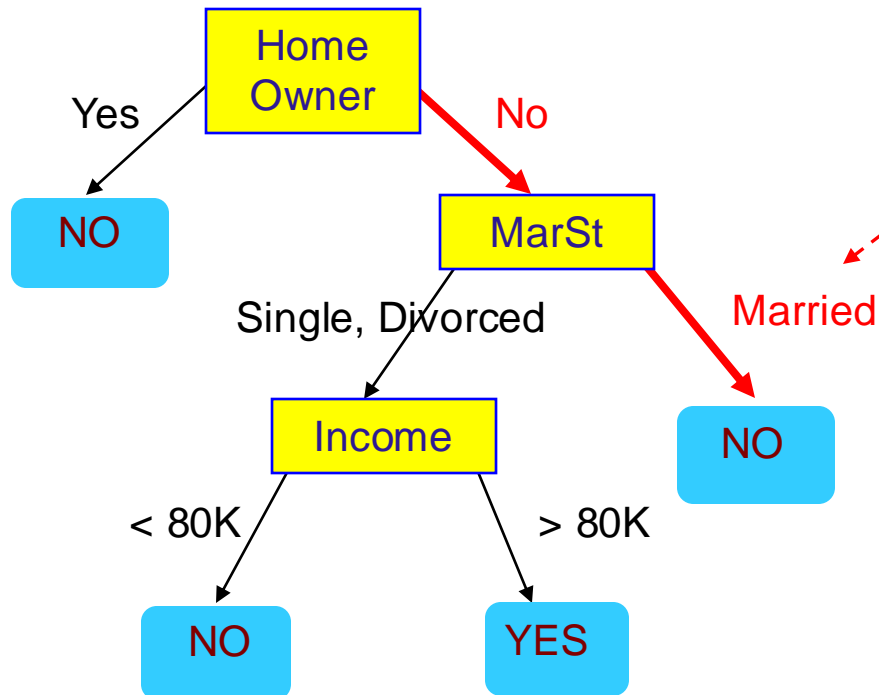 Home
Owner
Yes
No
NO
MarSt
Single, Divorced
Married
Income
NO
< 80K
> 80K
NO
YES